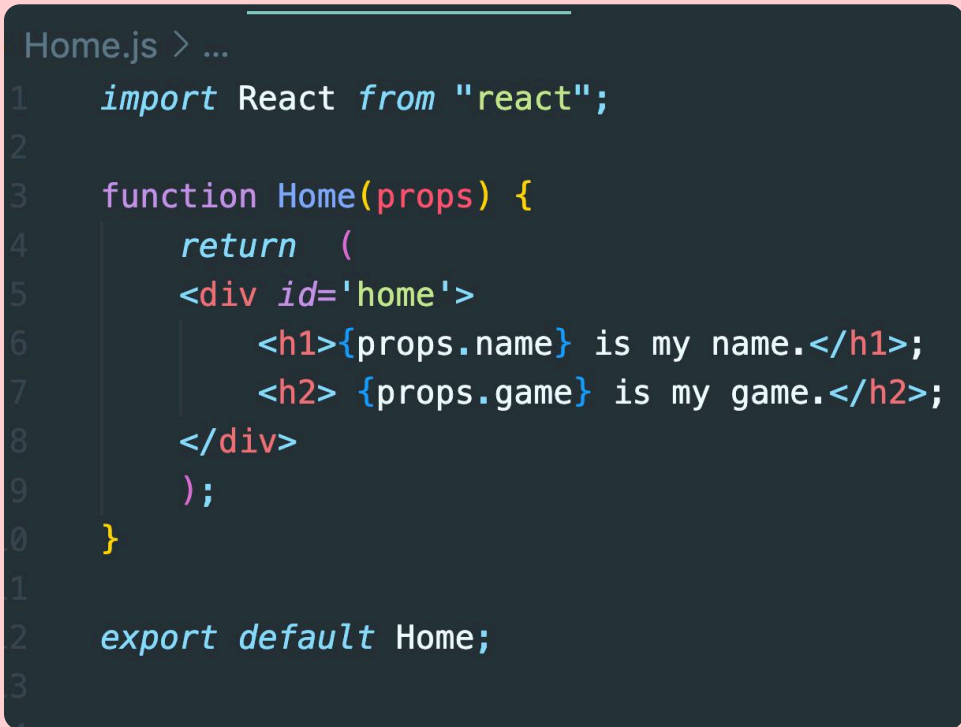 Home.js > ...
1 import React from "react";
2
3 function Home(props) {
4 return (
5 <div id='home'>
6 <h1>{props.name} is my name.</h1>;
7 <h2> {props.game} is my game.</h2>;
8 </div>
9 );
10 }
11
12 export default Home;
13